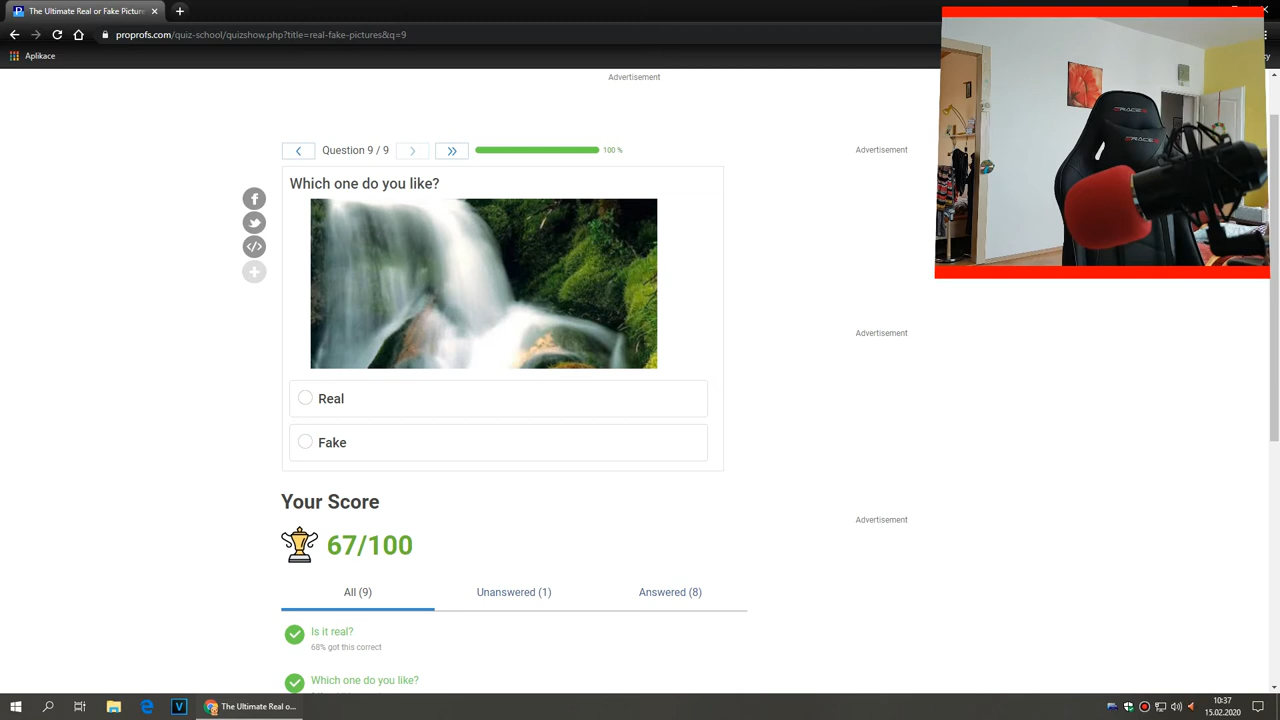 The Ultimate Real or Fake Picture
proprofs.com/quiz-school/quizshow.php?title=real-fake-pictures&q=9
Aplikace
Advertisement
Question 9 / 9
100 %
Advertisement
Which one do you like?
Real
Fake
Advertisement
Your Score
67/100
Advertisement
All (9)
Unanswered (1)
Answered (8)
Is it real?
68% got this correct
Which one do you like?
RACE
RACE
The Ultimate Real o...
10:37
15.02.2020